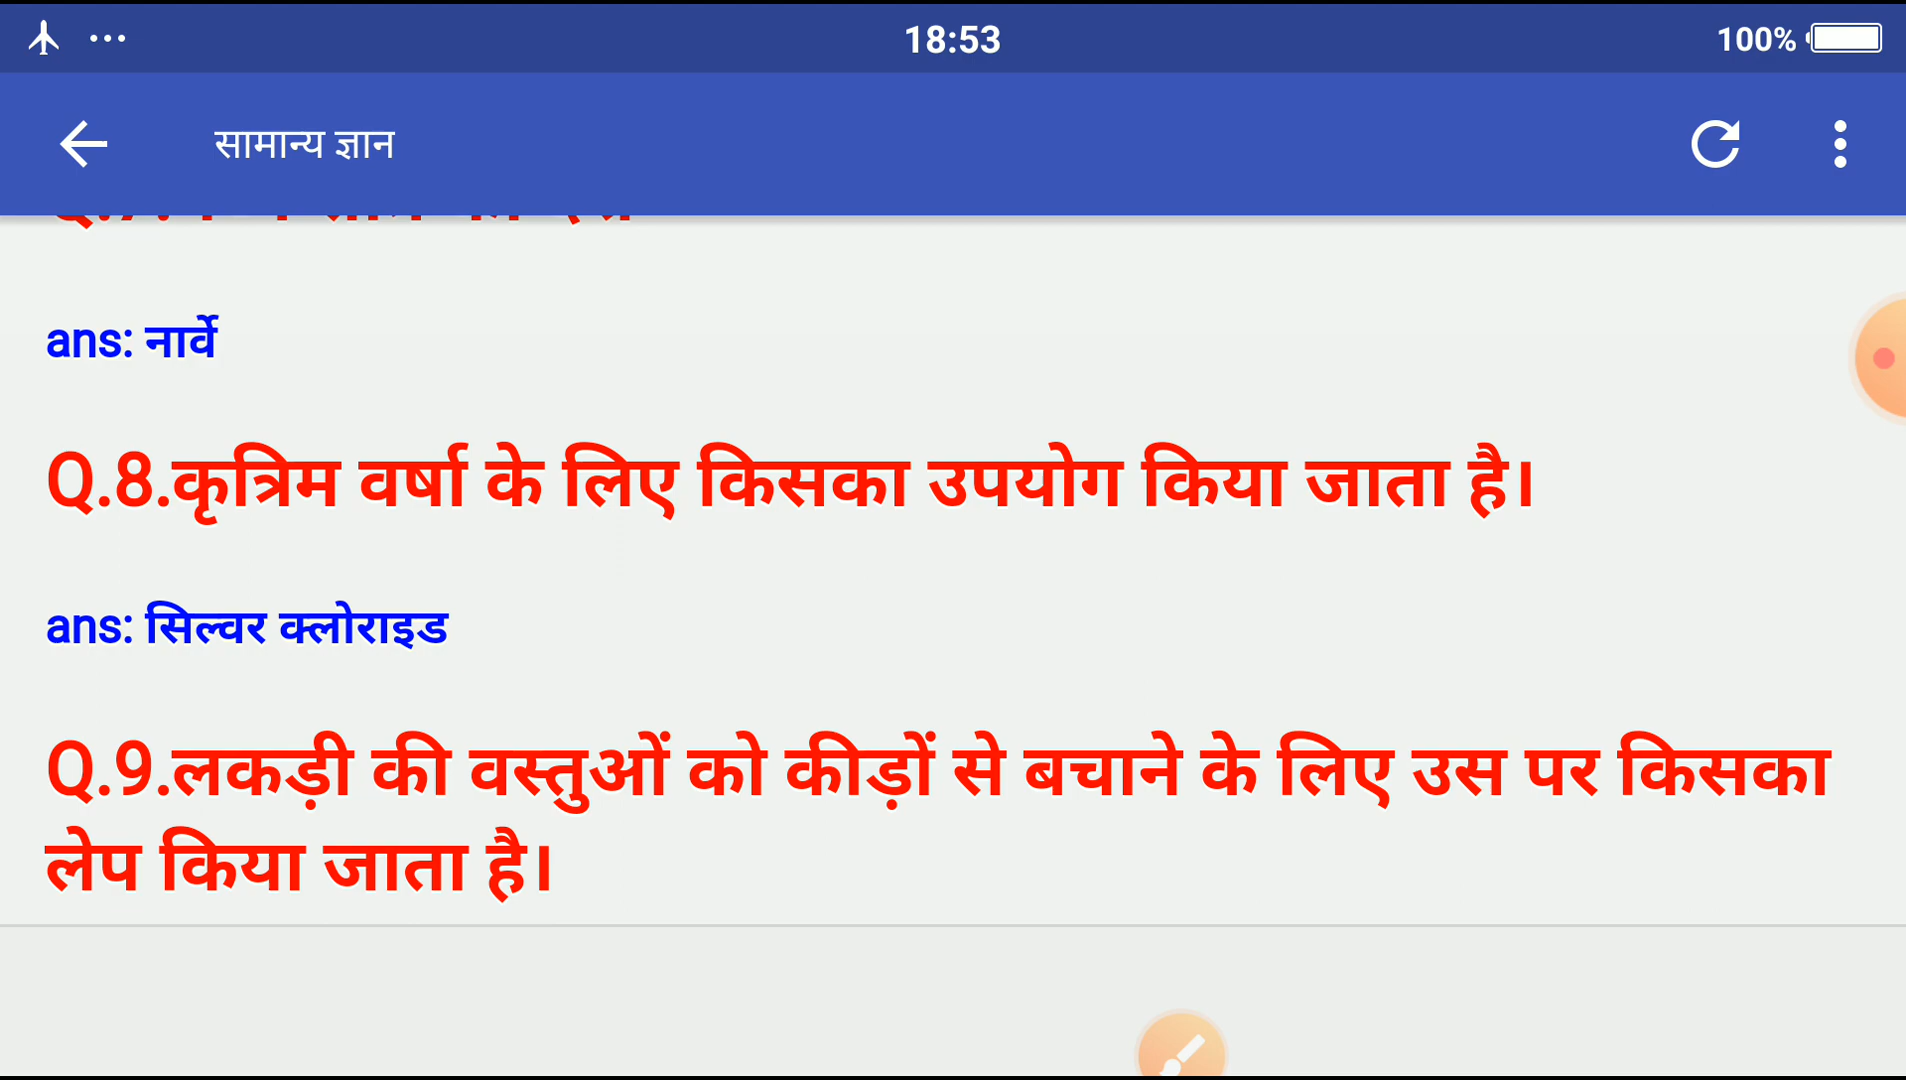 18:53
100%
सामान्य ज्ञान
ans: नार्वे
Q.8.कृत्रिम वर्षा के लिए किसका उपयोग किया जाता है।
ans: सिल्वर क्लोराइड
Q.9.लकड़ी की वस्तुओं को कीड़ों से बचाने के लिए उस पर किसका
लेप किया जाता है।